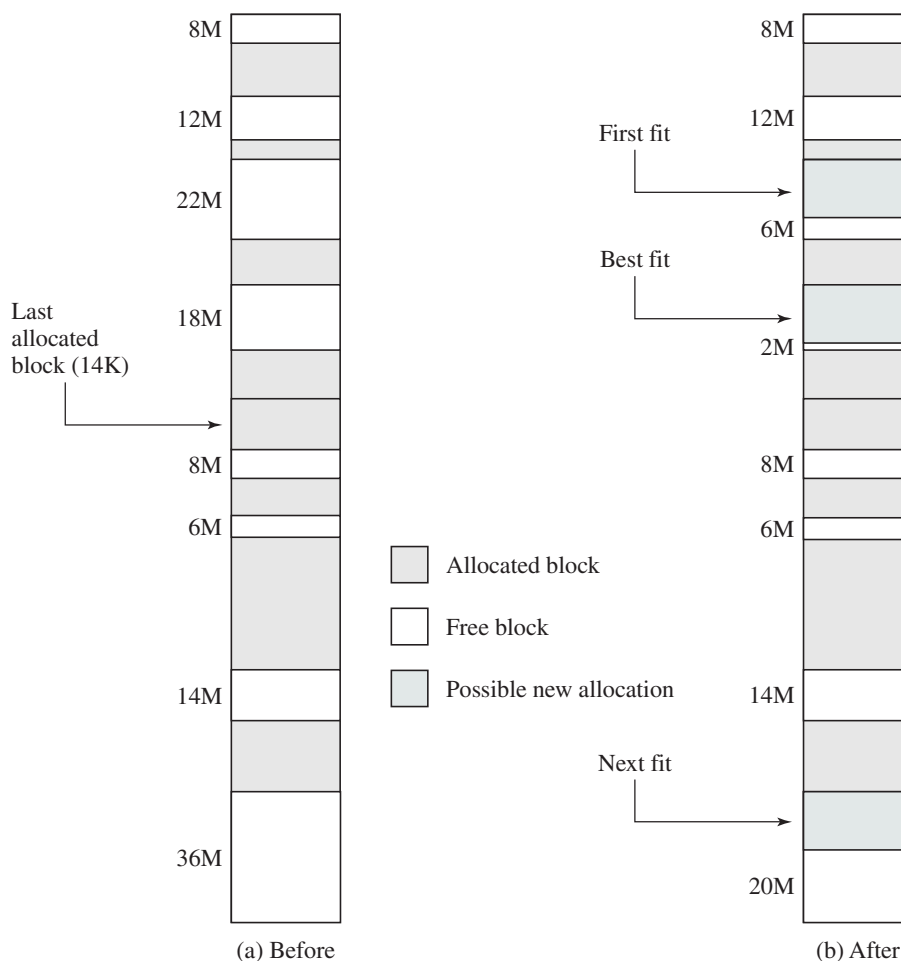 8M
12M
22M
18M
Last
allocated
block (14K)
8M
6M
14M
36M
(a) Before
Allocated block
Free block
Possible new allocation
8M
12M
First fit
6M
Best fit
2M
8M
6M
14M
Next fit
20M
(b) After